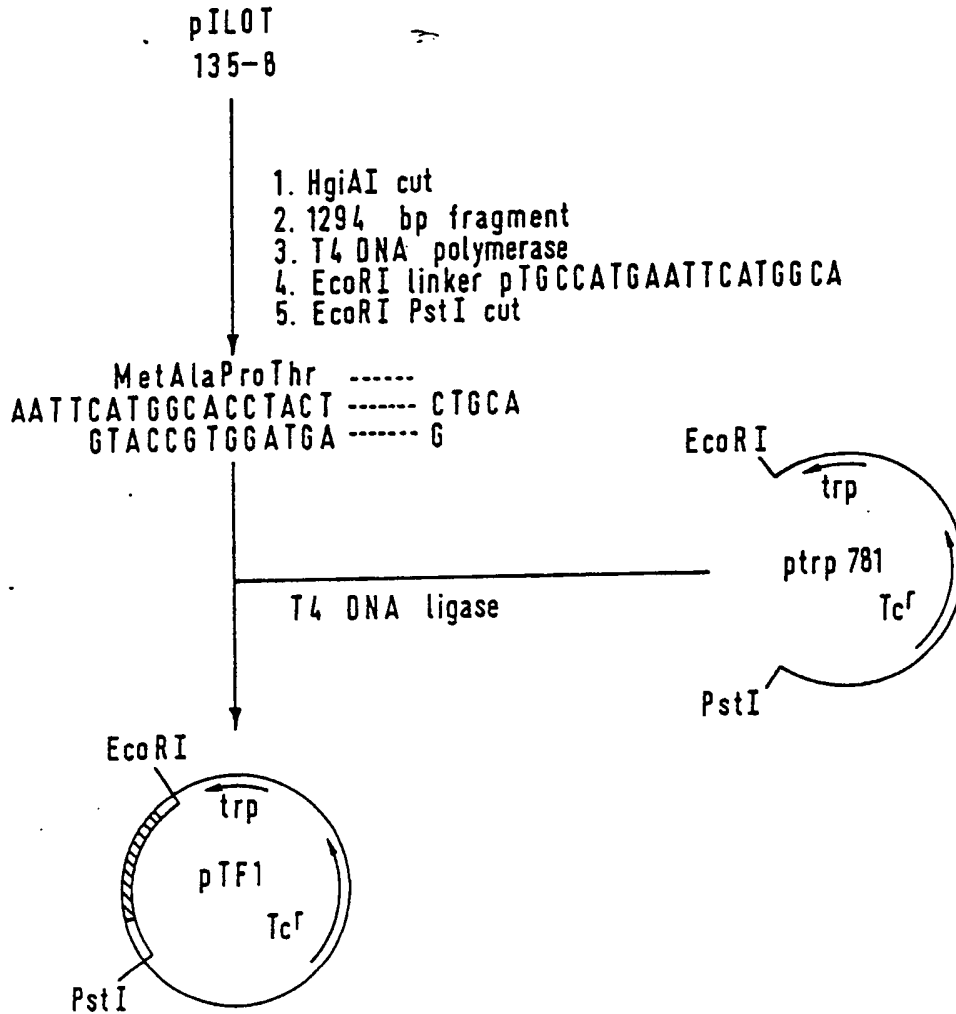 pILOT
135-8
1. HgiAI cut
2. 1294 bp fragment
3. T4 DNA polymerase
4. EcoRI linker pTGCCATGAATTCATGGCA
5. EcoRI PstI cut
MetAlaProThr ------
AATTCATGGCACCTACT ------- CTGCA
GTACCGTGGATGA ------- G
EcoRI
trp
ptrp 781
Tcr
PstI
T4 DNA ligase
EcoRI
trp
pTF1
Tcr
PstI